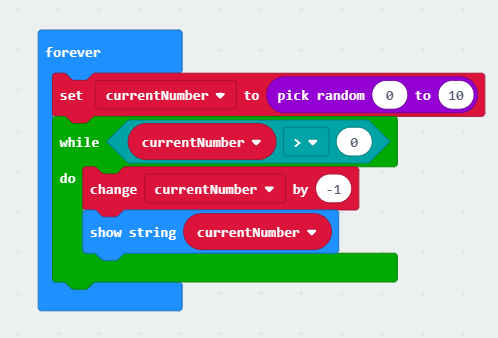 forever
set currentNumber to pick random 0 to 10
while currentNumber > 0
do
change currentNumber by -1
show string currentNumber